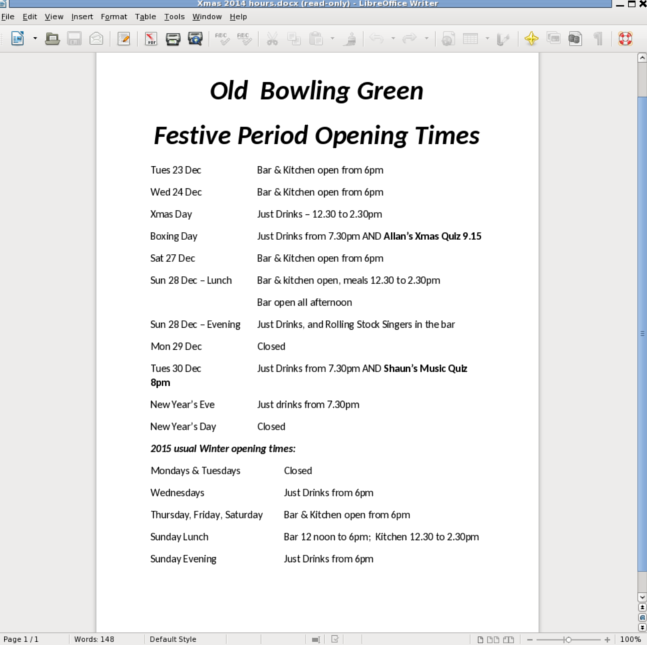 Xmas 2014 hours.docx (read-only) - LibreOffice Writer
File Edit View Insert Format Table Tools Window Help
Old  Bowling Green
Festive Period Opening Times
Tues 23 Dec Bar & Kitchen open from 6pm
Wed 24 Dec Bar & Kitchen open from 6pm
Xmas Day Just Drinks – 12.30 to 2.30pm
Boxing Day Just Drinks from 7.30pm AND Allan's Xmas Quiz 9.15
Sat 27 Dec Bar & Kitchen open from 6pm
Sun 28 Dec – Lunch Bar & kitchen open, meals 12.30 to 2.30pm
Bar open all afternoon
Sun 28 Dec – Evening Just Drinks, and Rolling Stock Singers in the bar
Mon 29 Dec Closed
Tues 30 Dec Just Drinks from 7.30pm AND Shaun's Music Quiz
8pm
New Year's Eve Just drinks from 7.30pm
New Year's Day Closed
2015 usual Winter opening times:
Mondays & Tuesdays Closed
Wednesdays Just Drinks from 6pm
Thursday, Friday, Saturday Bar & Kitchen open from 6pm
Sunday Lunch Bar 12 noon to 6pm;  Kitchen 12.30 to 2.30pm
Sunday Evening Just Drinks from 6pm
Page 1 / 1 Words: 148 Default Style 100%